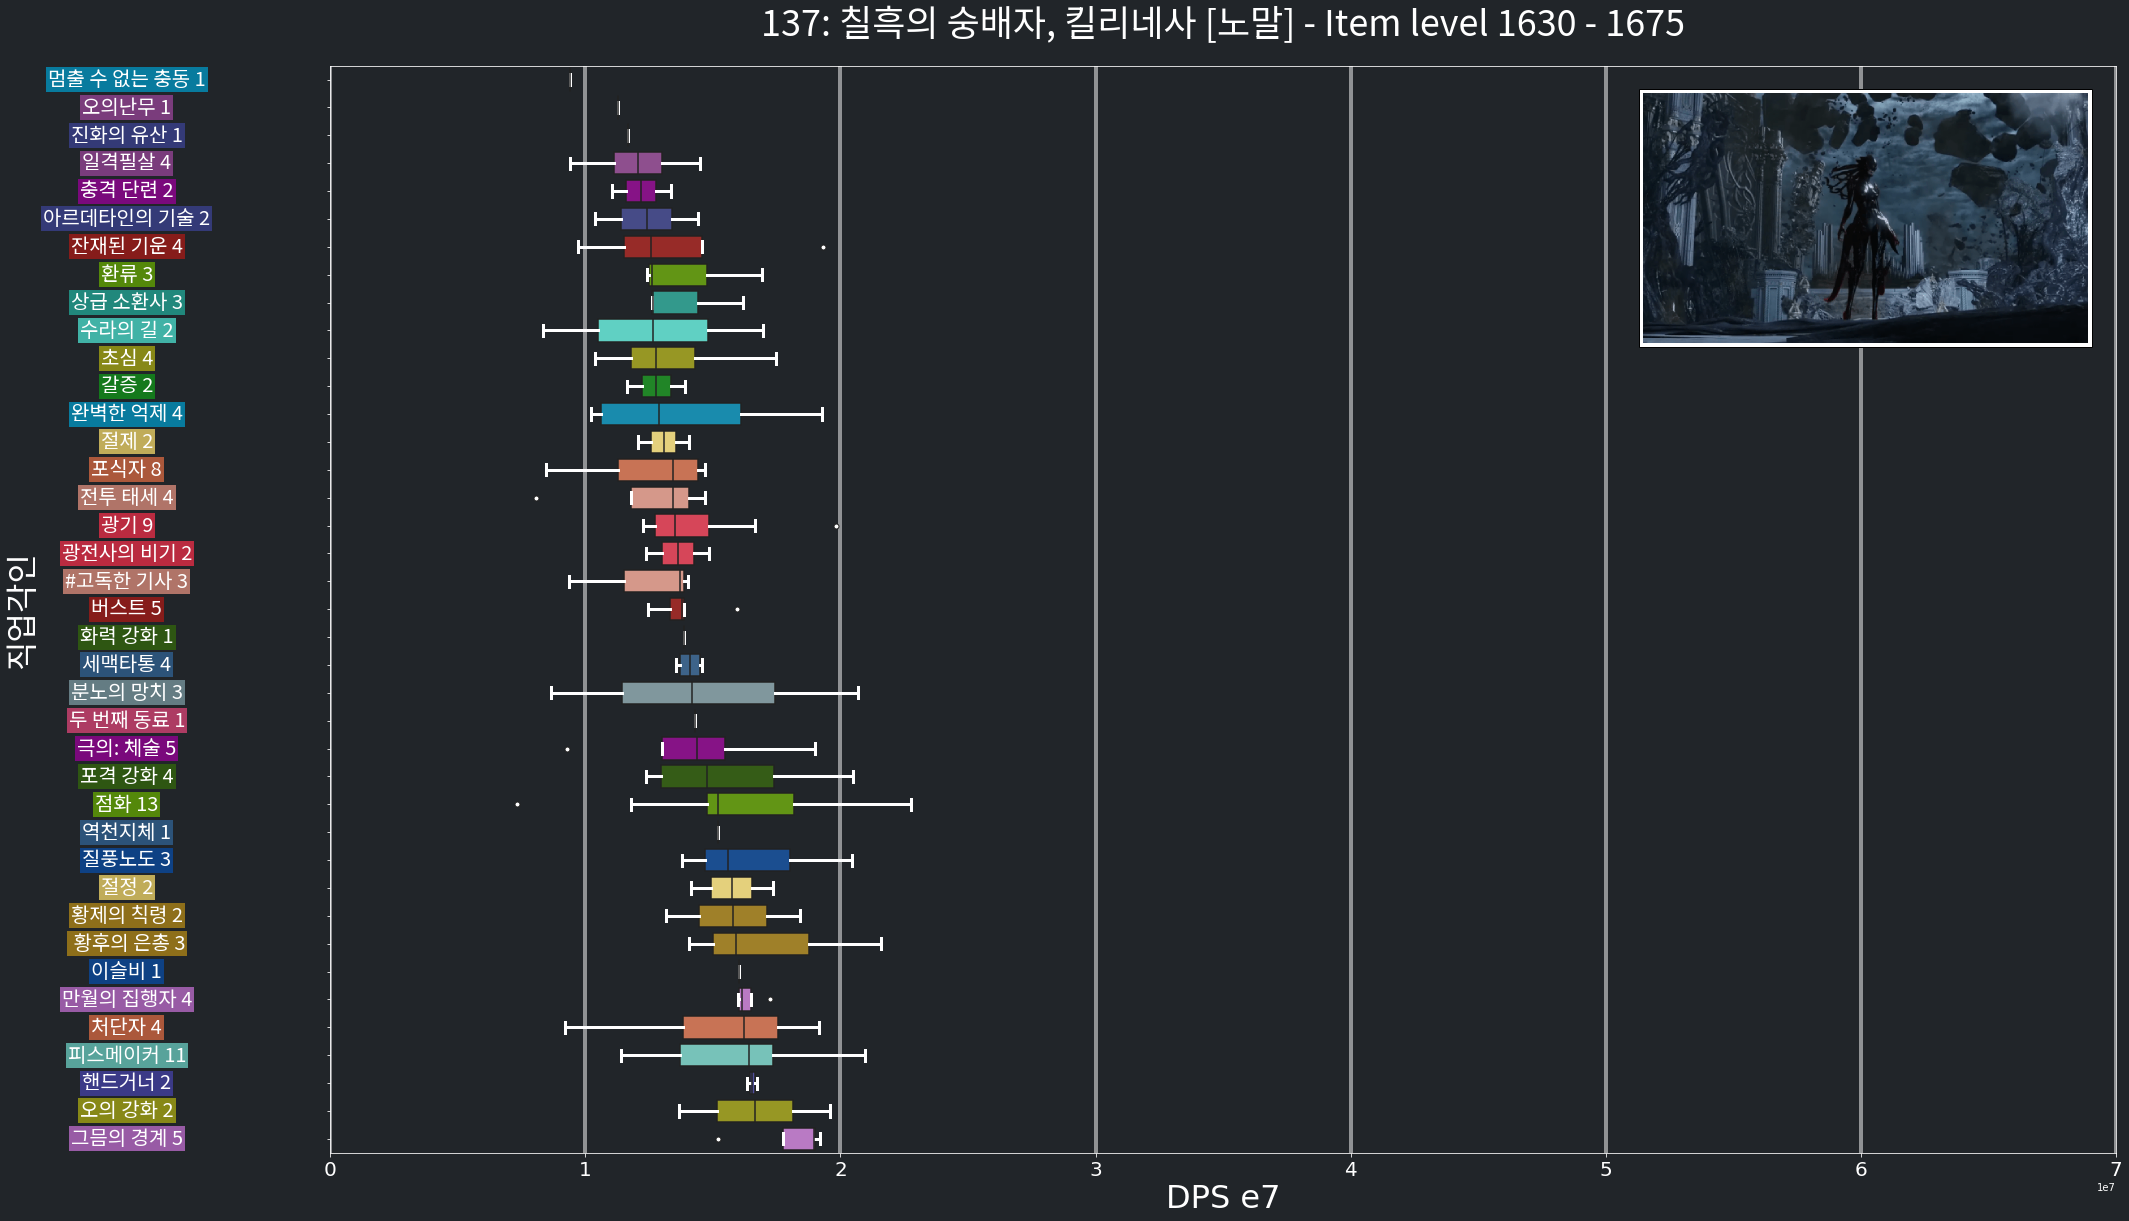 137: 칠흑의 숭배자, 킬리네사 [노말] - Item level 1630 - 1675
멈출 수 없는 충동 1
오의난무 1
진화의 유산 1
일격필살 4
충격 단련 2
아르데타인의 기술 2
잔재된 기운 4
환류 3
상급 소환사 3
수라의 길 2
초심 4
갈증 2
완벽한 억제 4
절제 2
포식자 8
전투 태세 4
광기 9
광전사의 비기 2
#고독한 기사 3
버스트 5
화력 강화 1
세맥타통 4
분노의 망치 3
두 번째 동료 1
극의: 체술 5
포격 강화 4
점화 13
역천지체 1
질풍노도 3
절정 2
황제의 칙령 2
황후의 은총 3
이슬비 1
만월의 집행자 4
처단자 4
피스메이커 11
핸드거너 2
오의 강화 2
그믐의 경계 5
직업각인
0 1 2 3 4 5 6 7
1e7
DPS e7